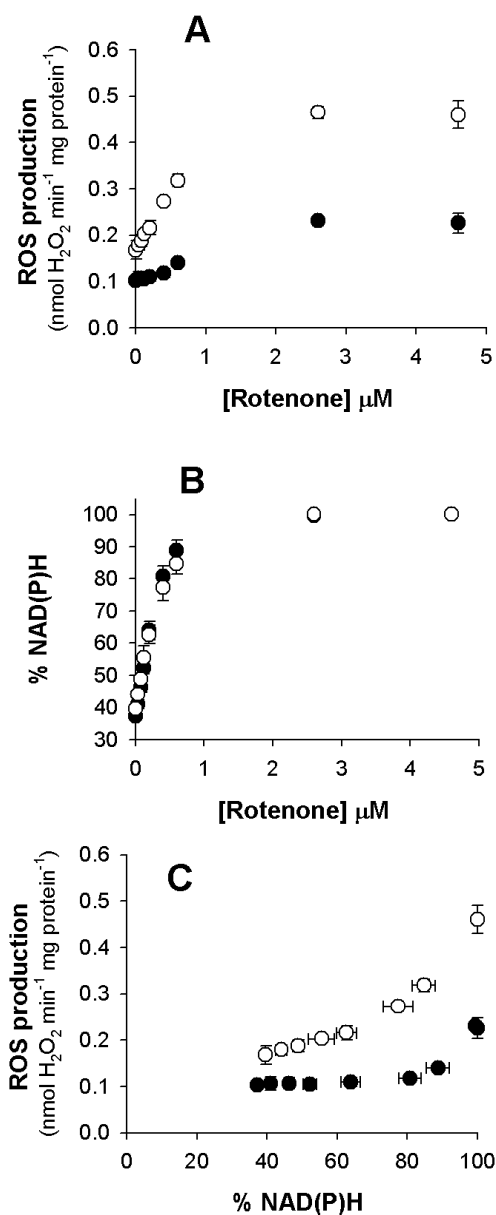 A
ROS production
(nmol H₂O₂ min⁻¹ mg protein⁻¹)
0.6
0.5
0.4
0.3
0.2
0.1
0.0
0 1 2 3 4 5
[Rotenone] μM
B
% NAD(P)H
100
90
80
70
60
50
40
30
0 1 2 3 4 5
[Rotenone] μM
C
ROS production
(nmol H₂O₂ min⁻¹ mg protein⁻¹)
0.6
0.5
0.4
0.3
0.2
0.1
0.0
0 20 40 60 80 100
% NAD(P)H